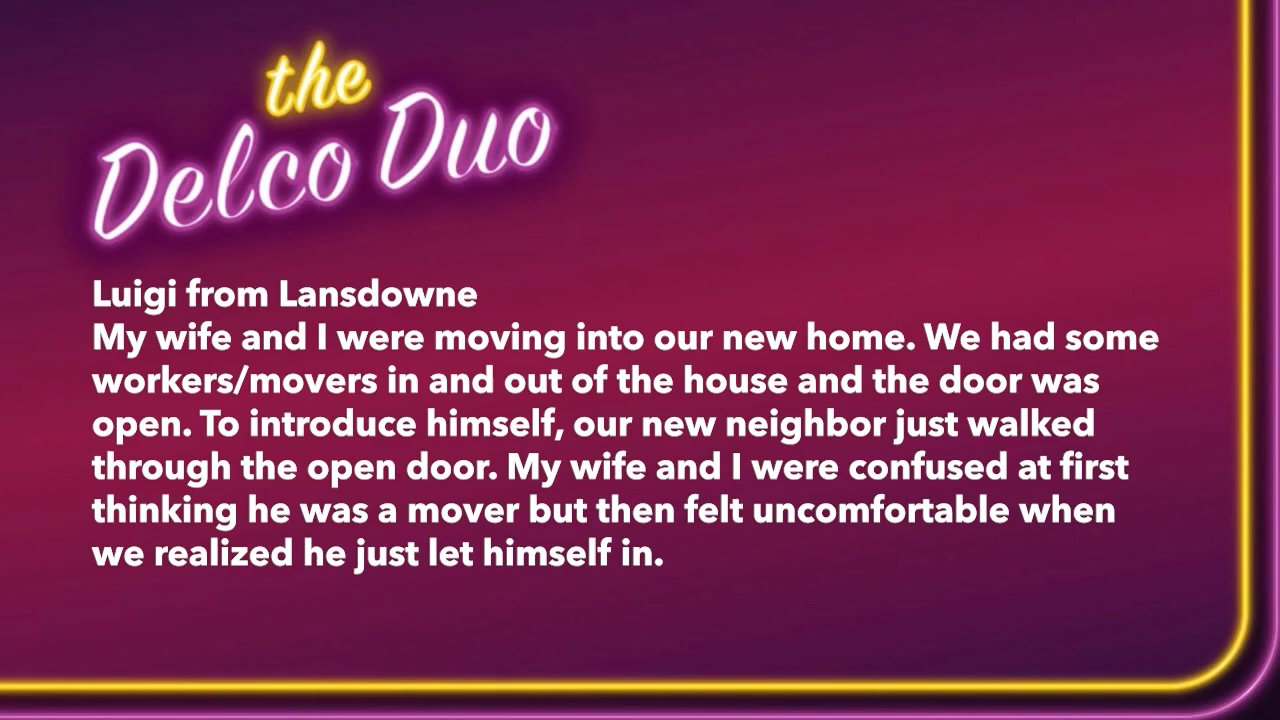 the
Delco Duo
Luigi from Lansdowne
My wife and I were moving into our new home. We had some
workers/movers in and out of the house and the door was
open. To introduce himself, our new neighbor just walked
through the open door. My wife and I were confused at first
thinking he was a mover but then felt uncomfortable when
we realized he just let himself in.